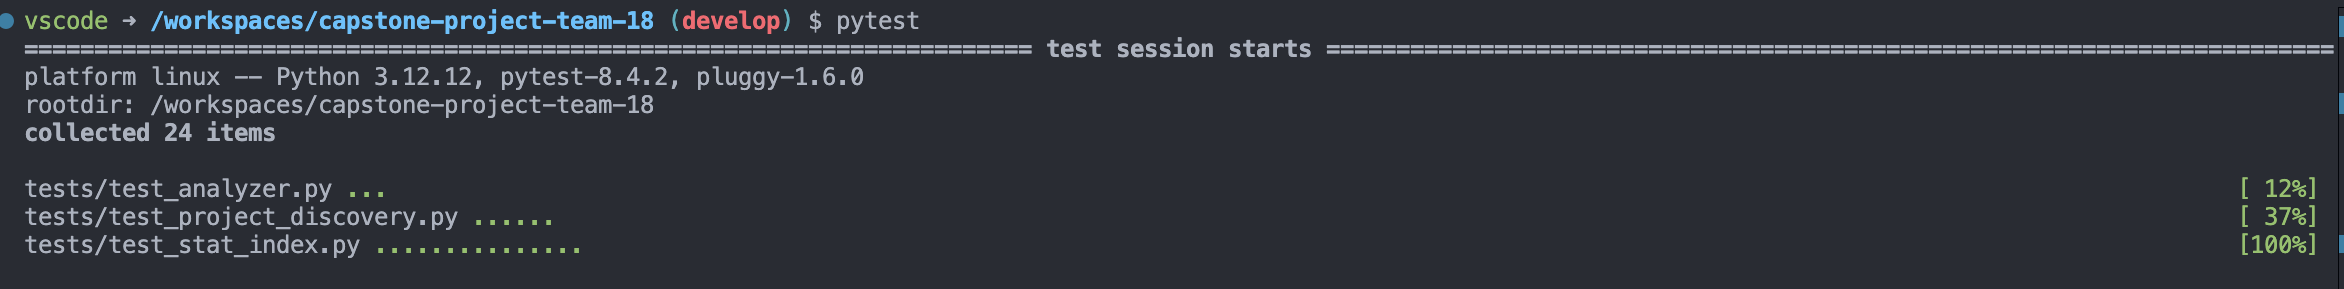 vscode ➜ /workspaces/capstone-project-team-18 (develop) $ pytest
======================================================================== test session starts ========================================================================
platform linux -- Python 3.12.12, pytest-8.4.2, pluggy-1.6.0
rootdir: /workspaces/capstone-project-team-18
collected 24 items
tests/test_analyzer.py ... [ 12%]
tests/test_project_discovery.py ...... [ 37%]
tests/test_stat_index.py ............... [100%]